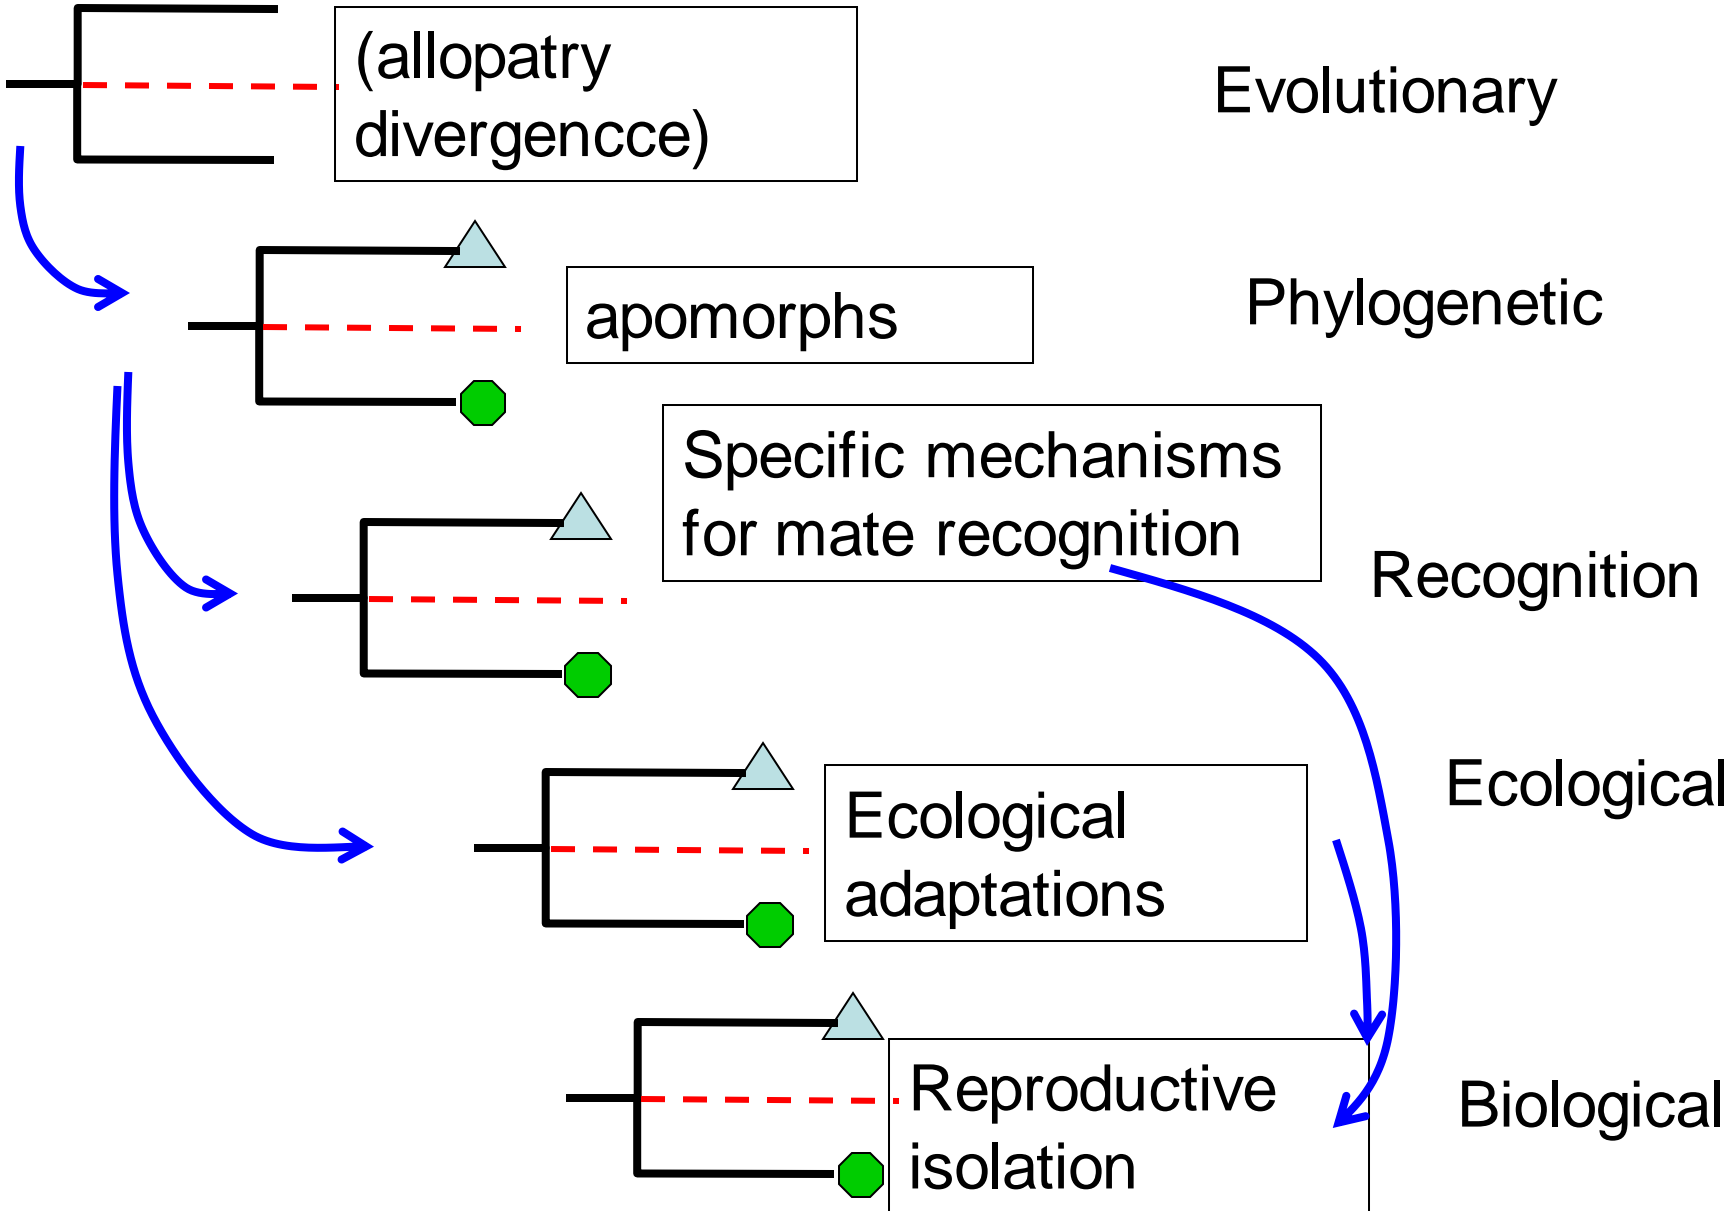 (allopatry
divergencce)
Evolutionary
apomorphs
Phylogenetic
Specific mechanisms
for mate recognition
Recognition
Ecological
adaptations
Ecological
Reproductive
isolation
Biological